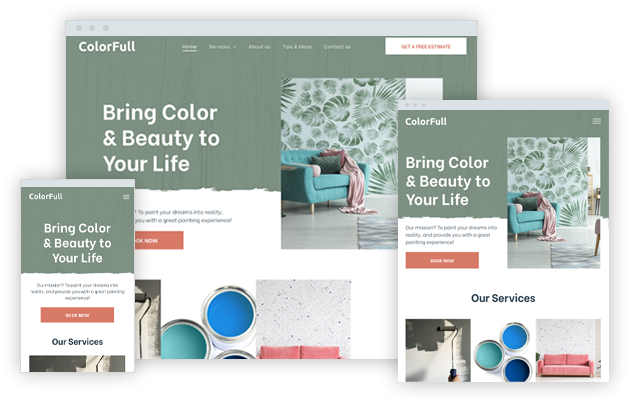 ColorFull
Home Services About us Tips & Ideas Contact us
GET A FREE ESTIMATE
Bring Color
& Beauty to
Your Life
? To paint your dreams into reality,
you with a great painting experience!
OOK NOW
ColorFull
Bring Color
& Beauty to
Your Life
Our mission? To paint your dreams into
reality, and provide you with a great
painting experience!
BOOK NOW
Our Services
ColorFull
Bring Color
& Beauty to
Your Life
Our mission? To paint your dreams into
reality, and provide you with a great painting
experience!
BOOK NOW
Our Services